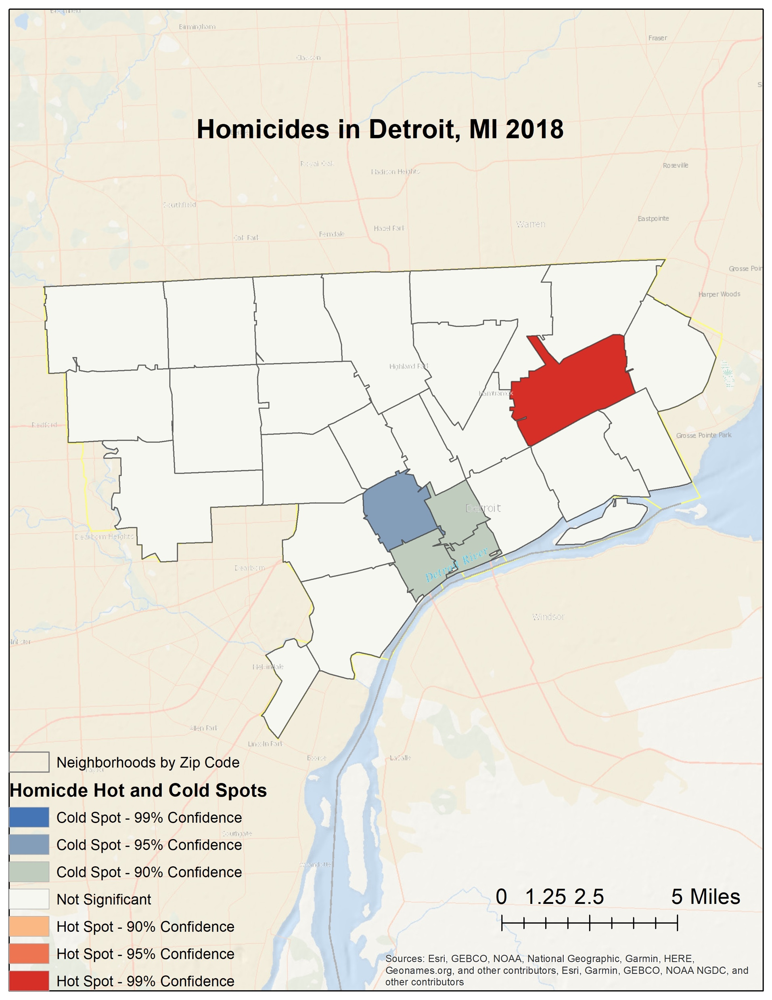 Birmingham
Fraser
Clawson
Homicides in Detroit, MI 2018
Royal Oak
Madison Heights
Roseville
Southfield
Eastpointe
Warren
Hazel Park
Oak Park
Ferndale
Grosse Poin
Harper Woods
Highland Park
Hamtramck
Redford
Grosse Pointe Park
Detroit
Dearborn Heights
Detroit River
Dearborn
Windsor
Inkster
Melvindale
Allen Park
Lincoln Park
Ecorse
LaSalle
Neighborhoods by Zip Code
Taylor
Homicde Hot and Cold Spots
Cold Spot - 99% Confidence
Southgate
Cold Spot - 95% Confidence
Wyandotte
Cold Spot - 90% Confidence
Not Significant
Hot Spot - 90% Confidence
Hot Spot - 95% Confidence
Hot Spot - 99% Confidence
0 1.25 2.5 5 Miles
Sources: Esri, GEBCO, NOAA, National Geographic, Garmin, HERE,
Geonames.org, and other contributors, Esri, Garmin, GEBCO, NOAA NGDC, and
other contributors